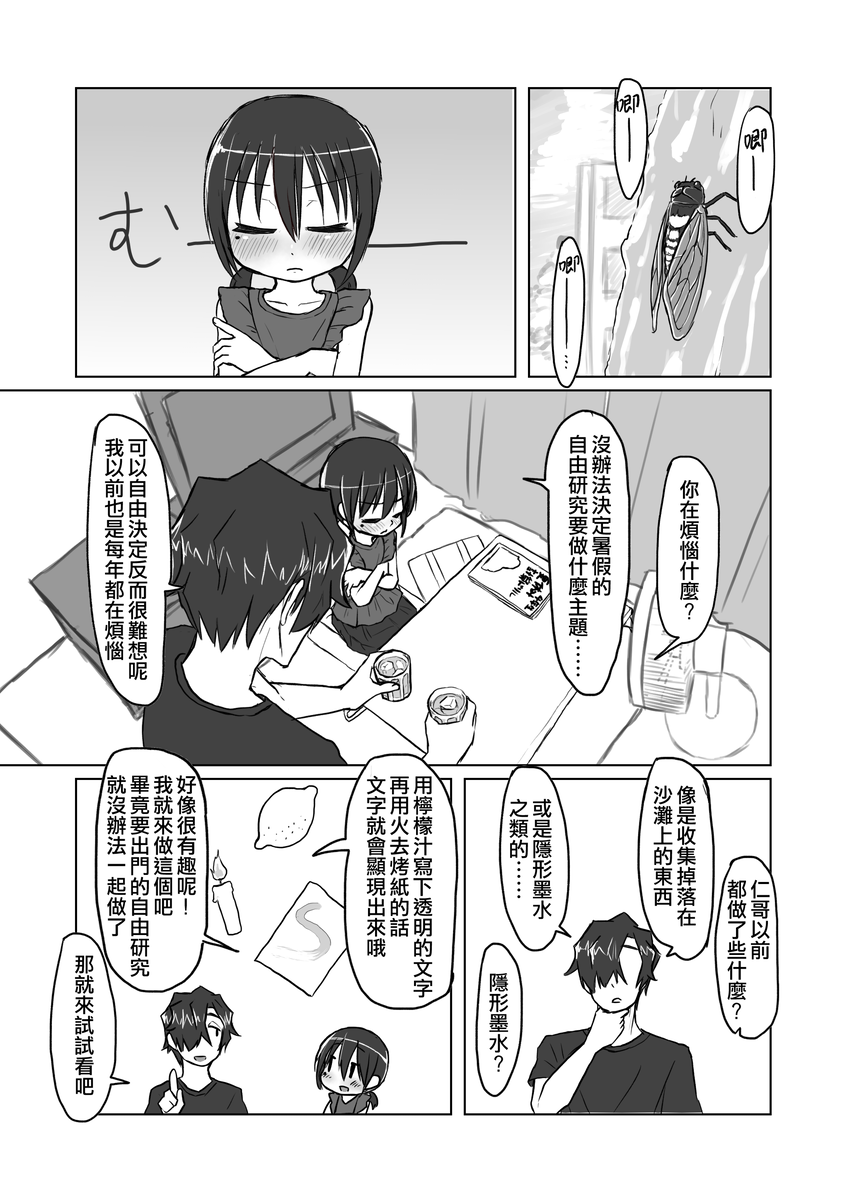 唧—
唧—
唧—…
むー
你在煩惱什麼？
沒辦法決定暑假的
自由研究要做什麼主題……
可以自由決定反而很難想呢
我以前也是每年都在煩惱
仁哥以前
都做了些什麼？
像是收集掉落在
沙灘上的東西
或是隱形墨水
之類的……
隱形墨水？
用檸檬汁寫下透明的文字
再用火去烤紙的話
文字就會顯現出來哦
好像很有趣呢！
我就來做這個吧
畢竟要出門的自由研究
就沒辦法一起做了
那就來試試看吧